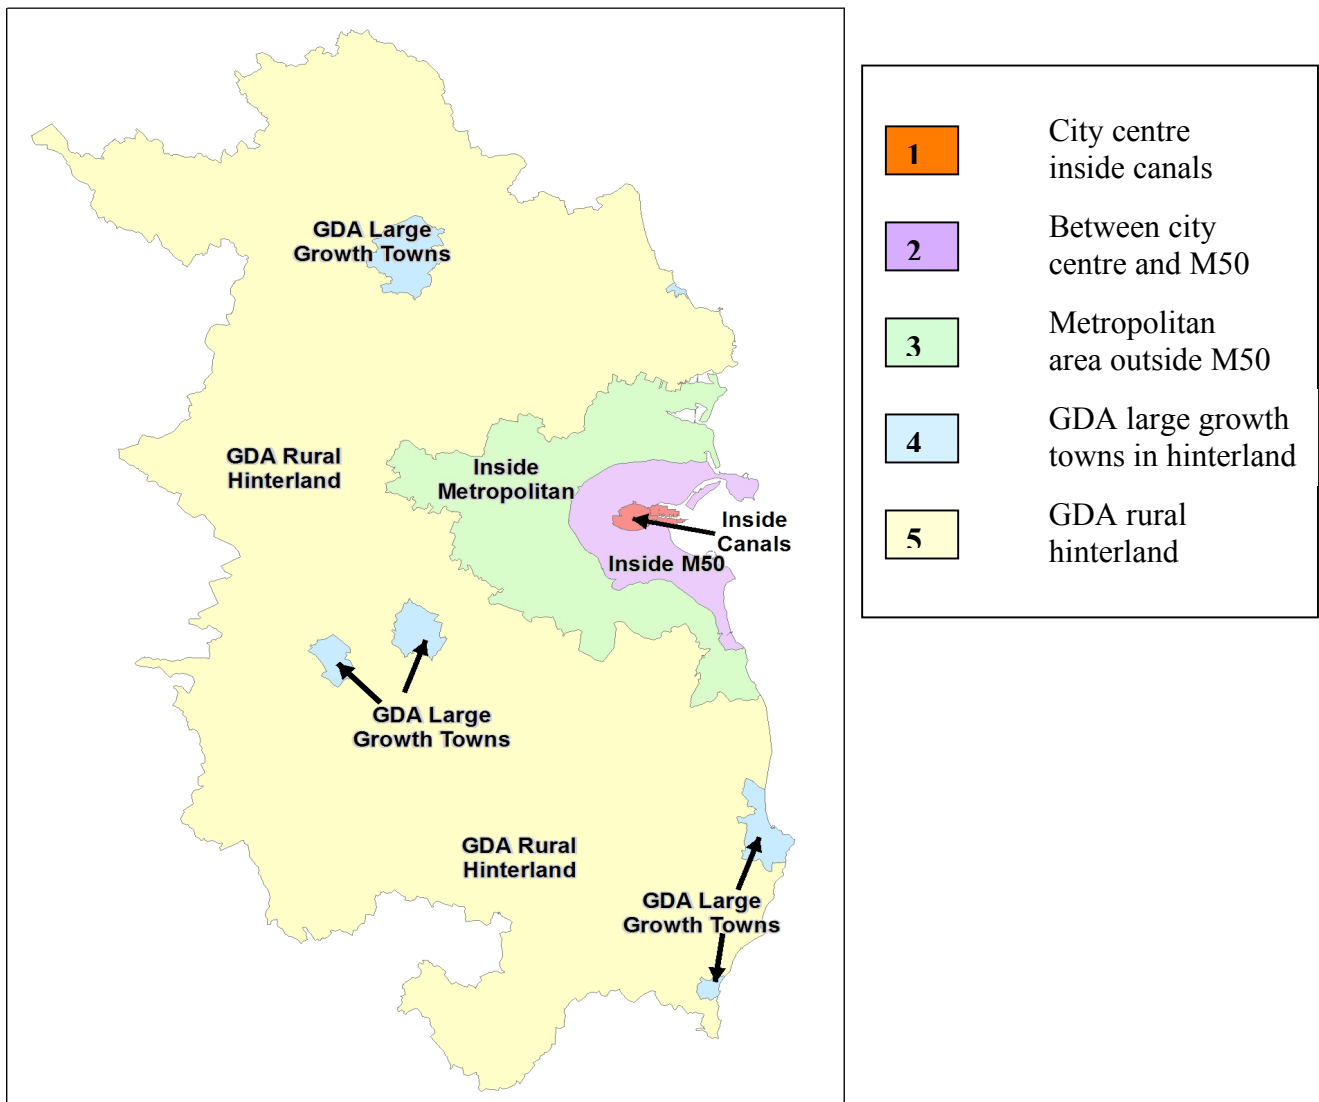 GDA Large
Growth Towns
GDA Rural
Hinterland
Inside
Metropolitan
Inside
Canals
Inside M50
GDA Large
Growth Towns
GDA Rural
Hinterland
GDA Large
Growth Towns
1
City centre
inside canals
2
Between city
centre and M50
3
Metropolitan
area outside M50
4
GDA large growth
towns in hinterland
5
GDA rural
hinterland